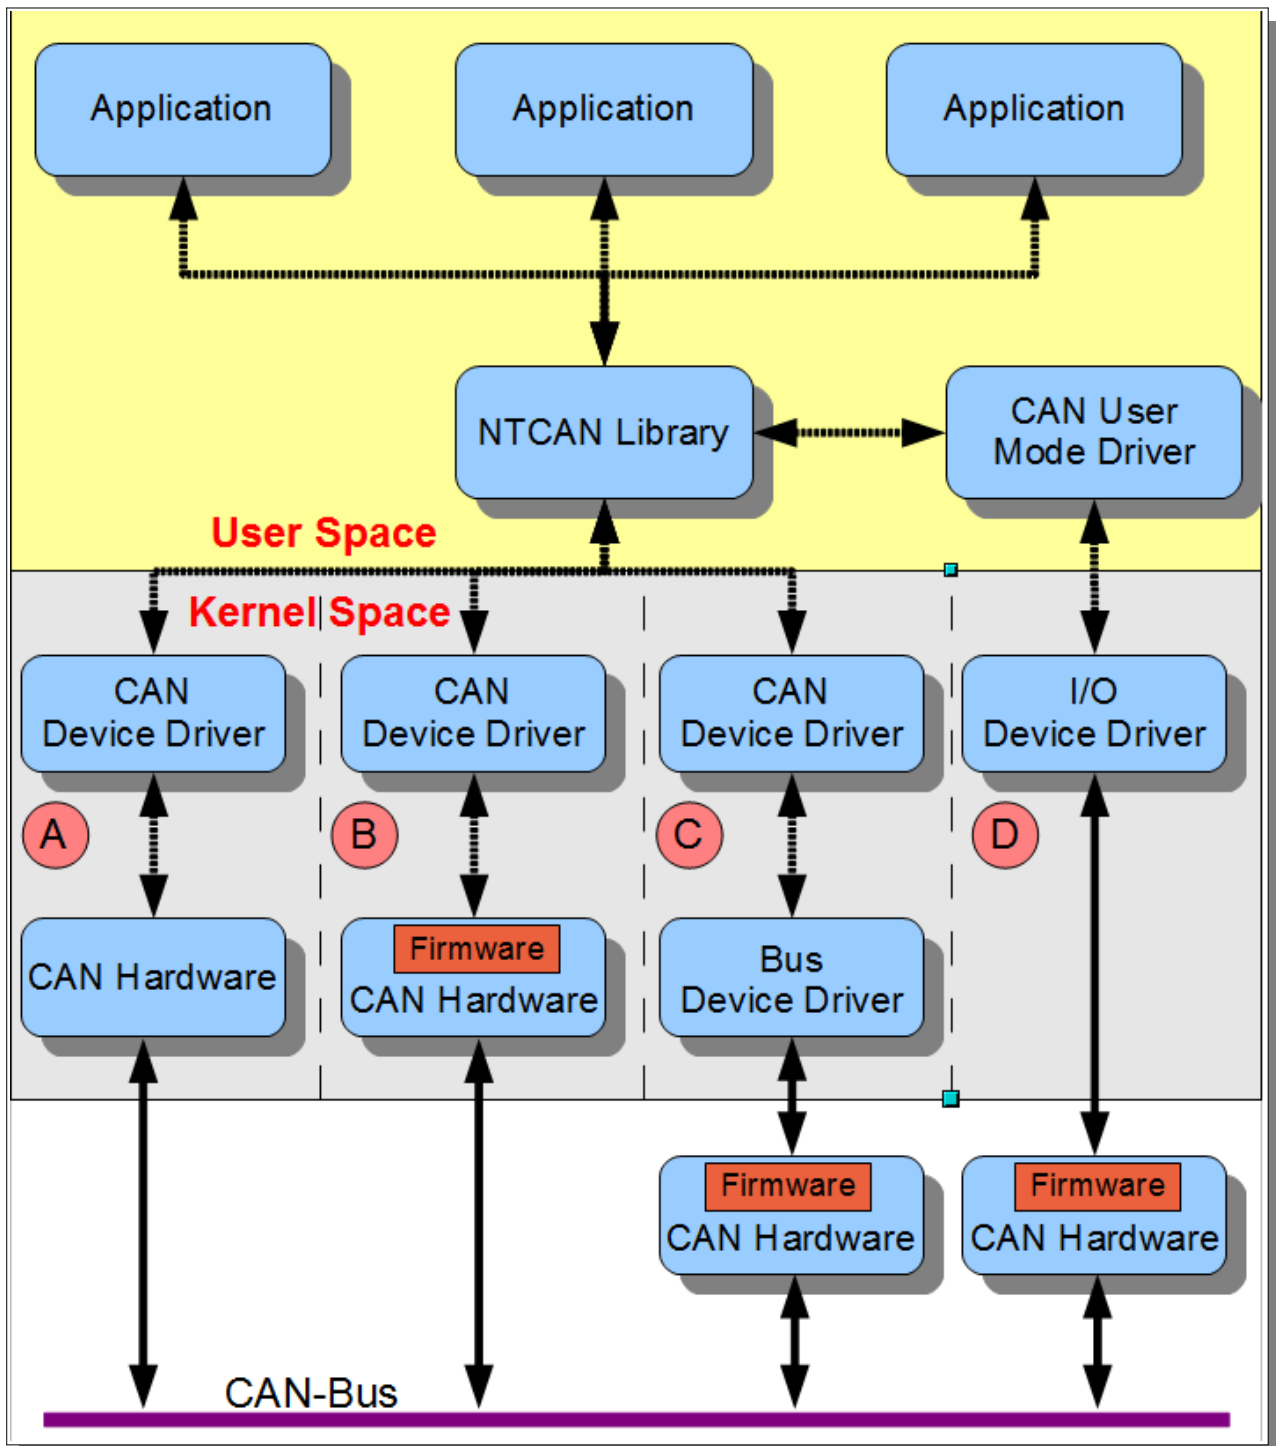 Application
Application
Application
NTCAN Library
CAN User
Mode Driver
User Space
Kernel Space
CAN
Device Driver
CAN
Device Driver
CAN
Device Driver
I/O
Device Driver
A
B
C
D
CAN Hardware
Firmware
CAN Hardware
Bus
Device Driver
Firmware
CAN Hardware
Firmware
CAN Hardware
CAN-Bus